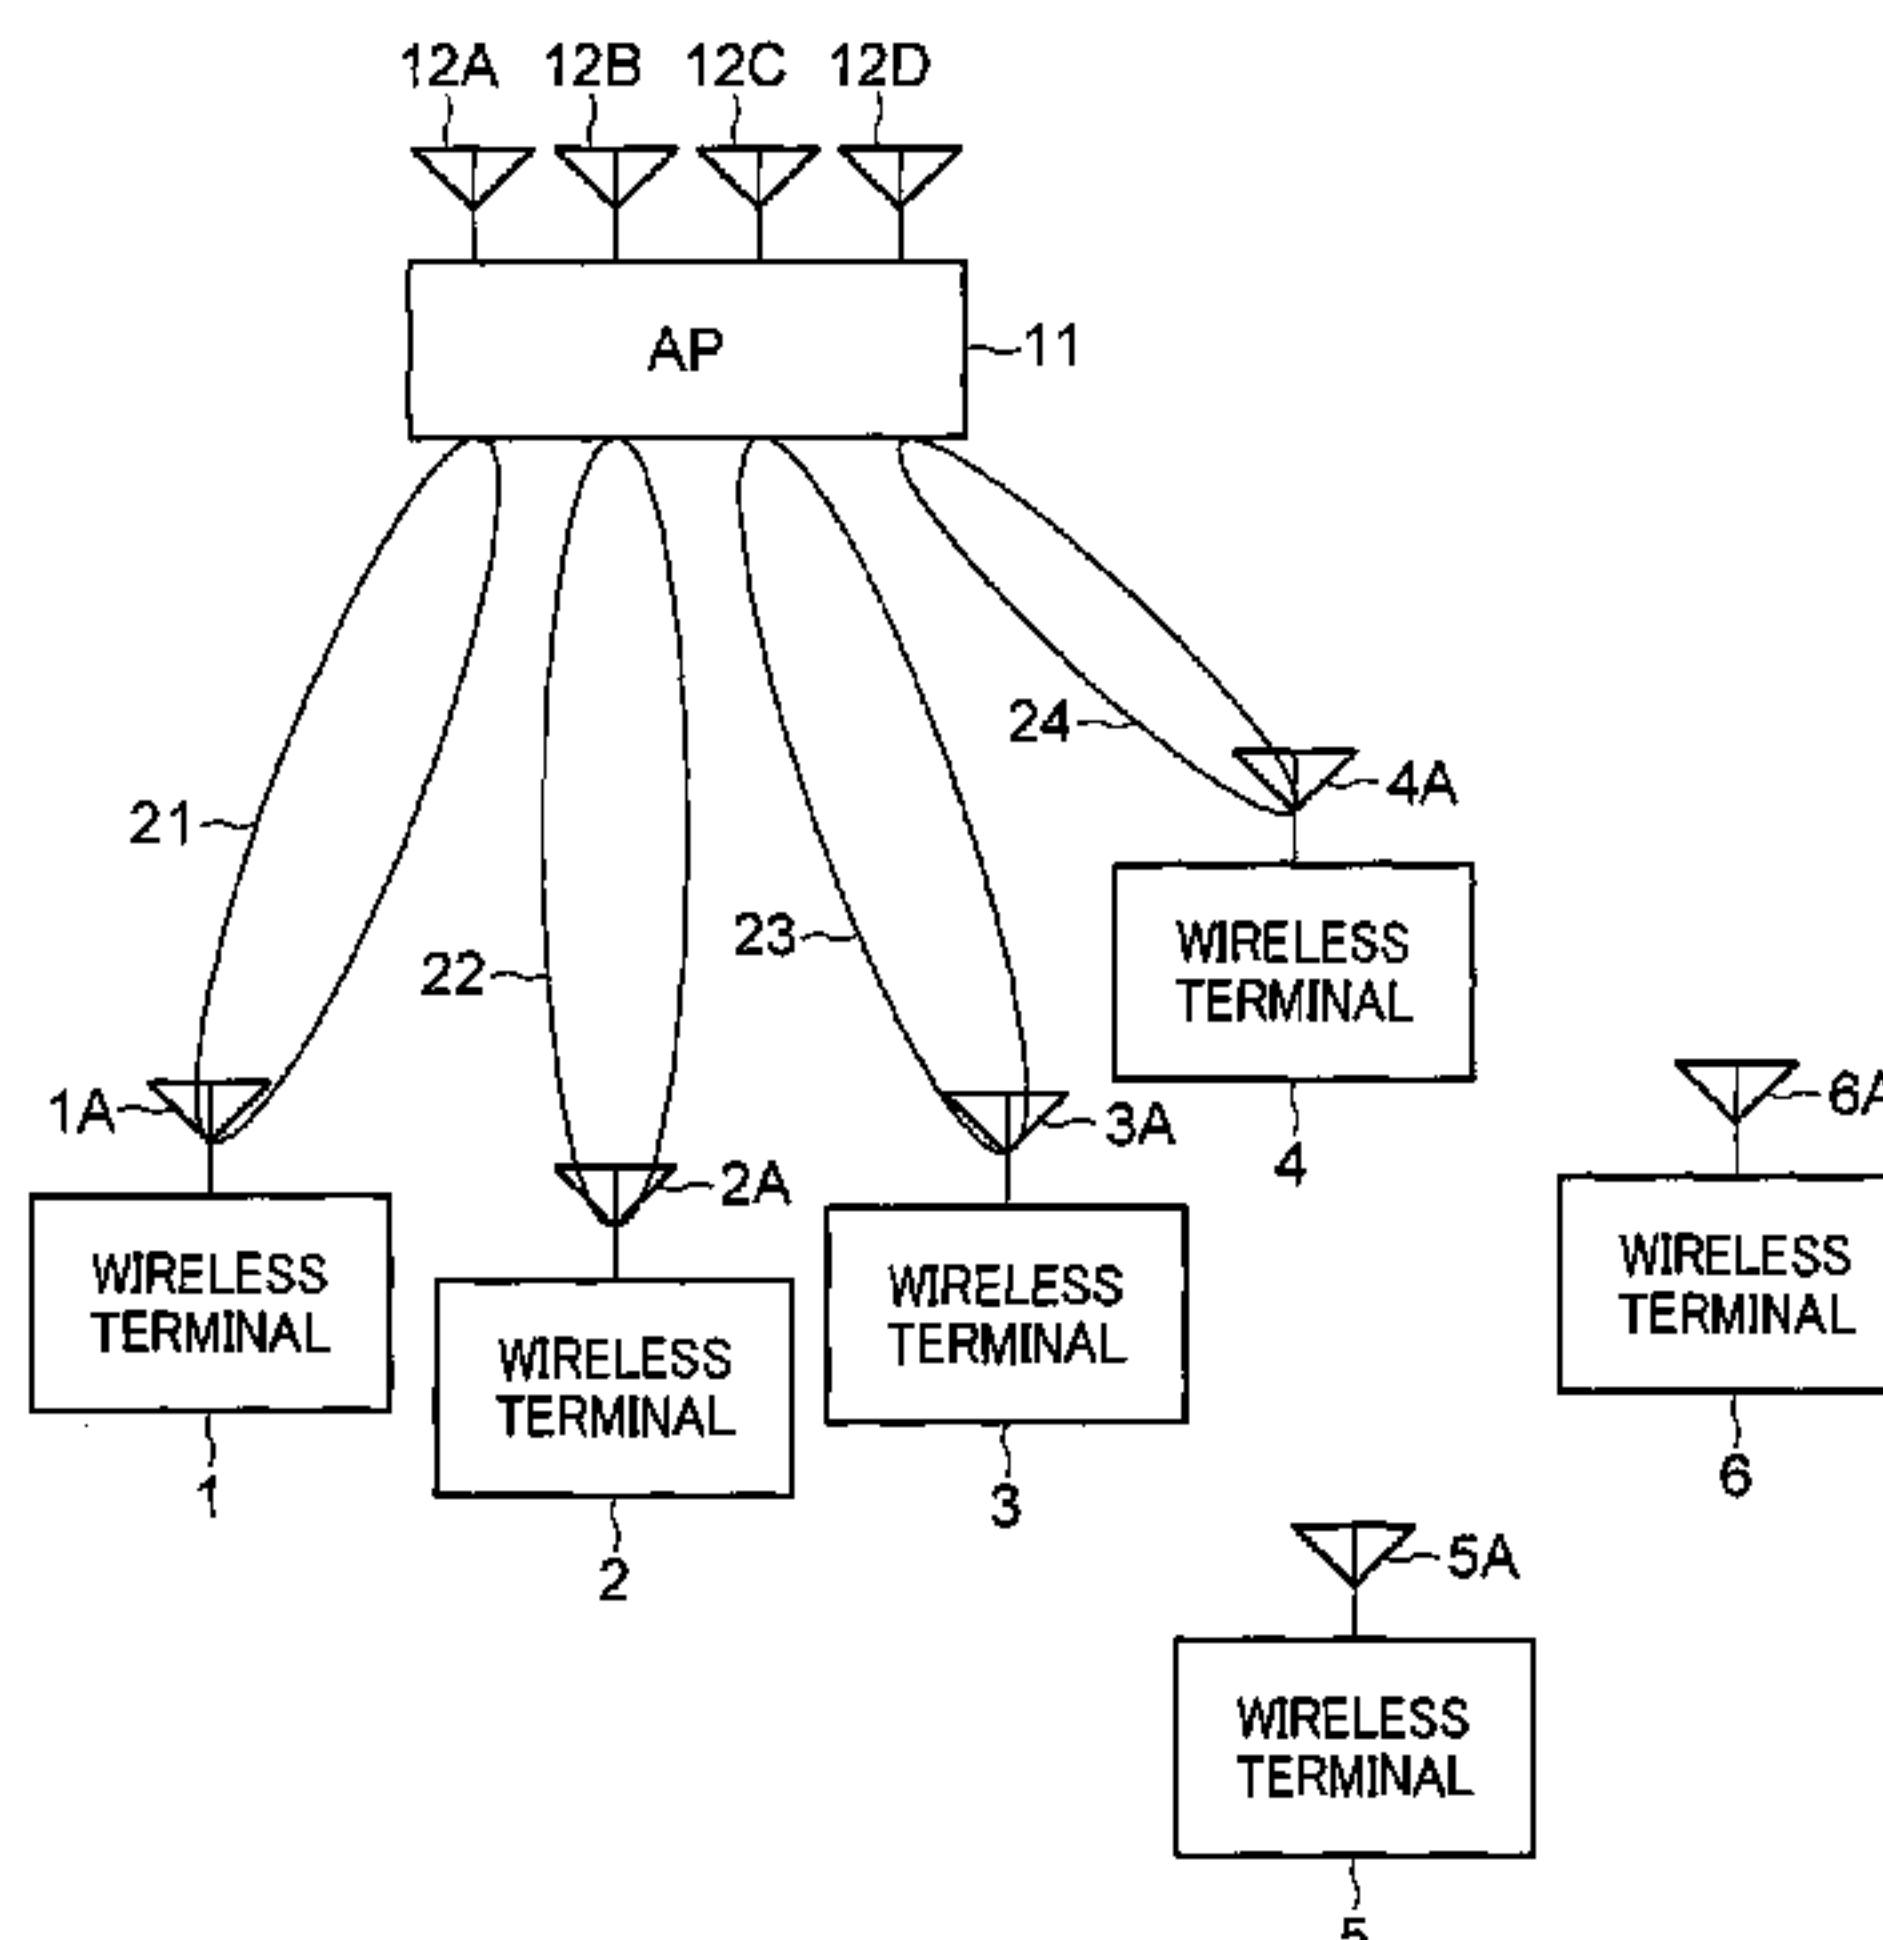 12A 12B 12C 12D
AP
11
24
4A
21
23
22
WIRELESS
TERMINAL
4
1A
3A
6A
2A
WIRELESS
TERMINAL
1
WIRELESS
TERMINAL
2
WIRELESS
TERMINAL
3
WIRELESS
TERMINAL
6
5A
WIRELESS
TERMINAL
5